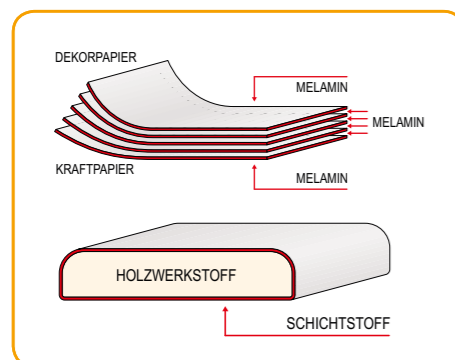 DEKORPAPIER
MELAMIN
MELAMIN
KRAFTPAPIER
MELAMIN
HOLZWERKSTOFF
SCHICHTSTOFF